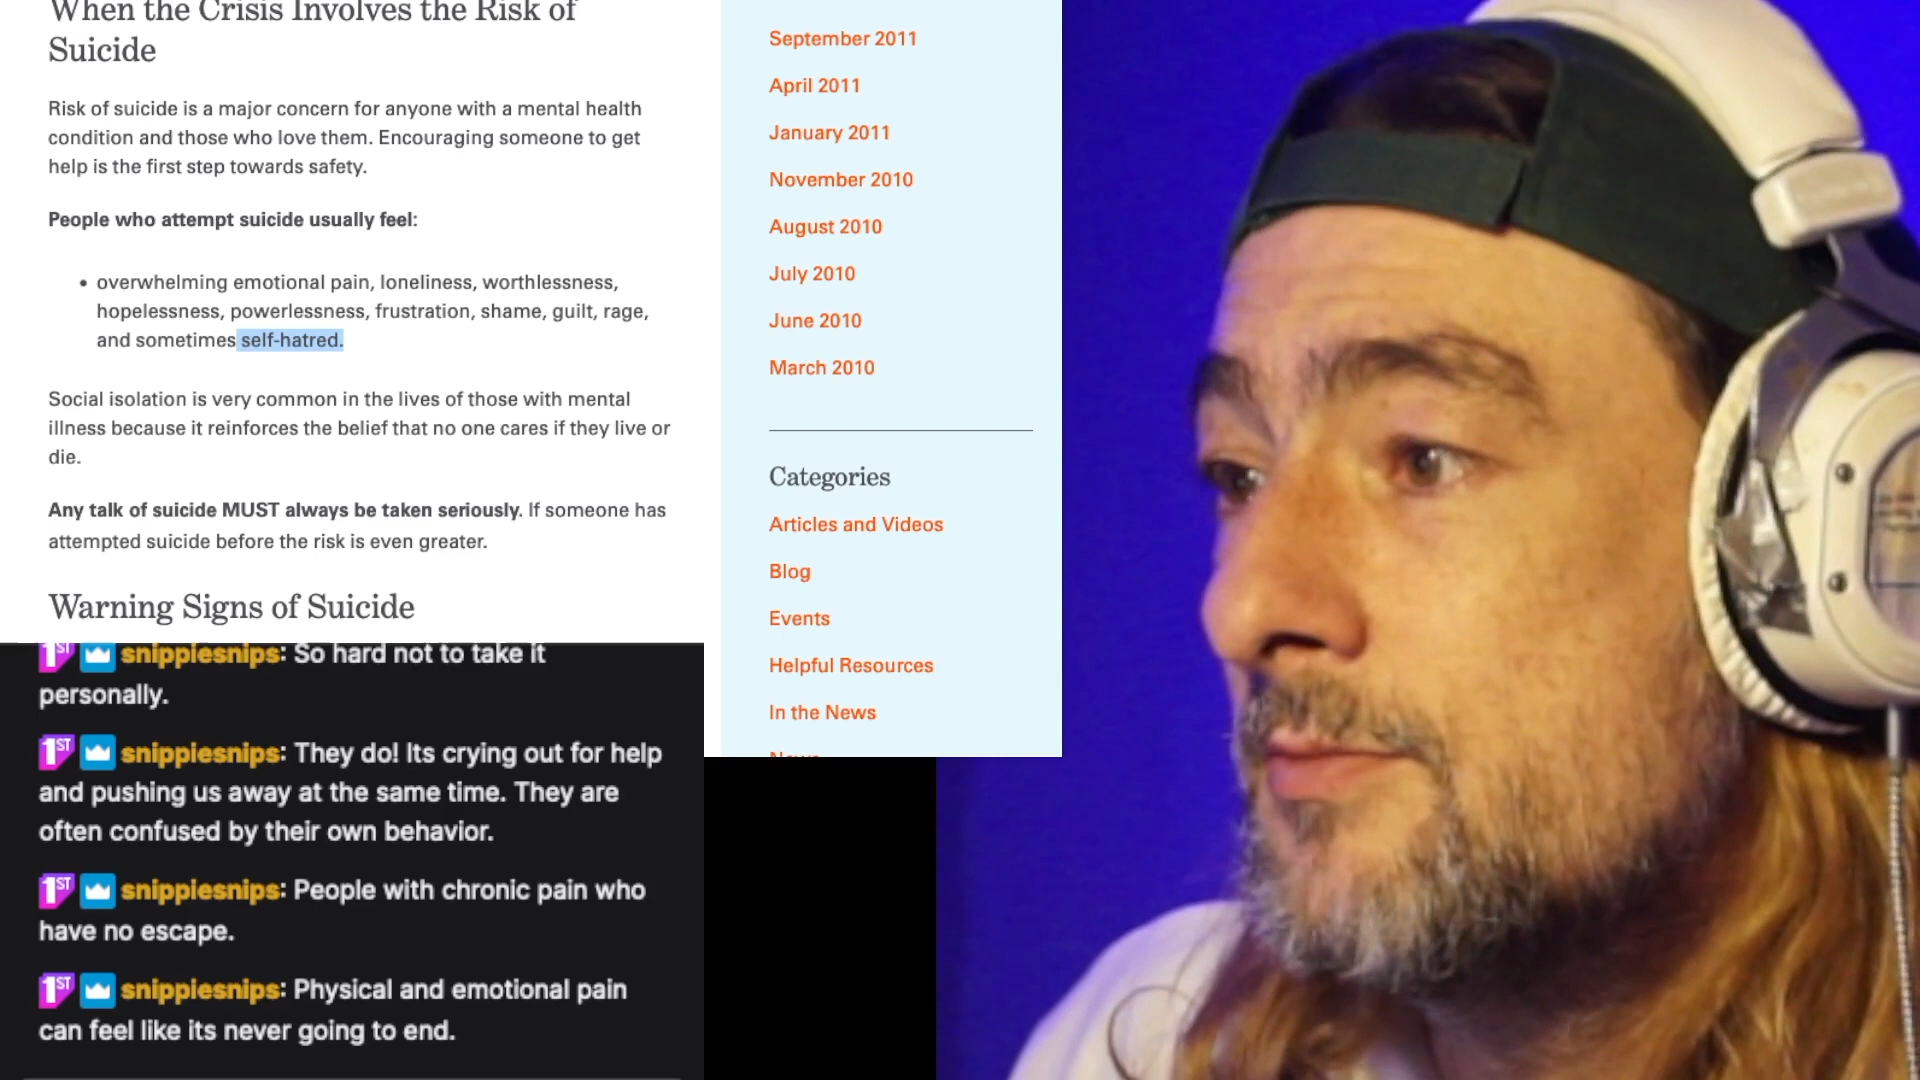 When the Crisis Involves the Risk of
Suicide
Risk of suicide is a major concern for anyone with a mental health
condition and those who love them. Encouraging someone to get
help is the first step towards safety.
People who attempt suicide usually feel:
• overwhelming emotional pain, loneliness, worthlessness,
hopelessness, powerlessness, frustration, shame, guilt, rage,
and sometimes self-hatred.
Social isolation is very common in the lives of those with mental
illness because it reinforces the belief that no one cares if they live or
die.
Any talk of suicide MUST always be taken seriously. If someone has
attempted suicide before the risk is even greater.
Warning Signs of Suicide
September 2011
April 2011
January 2011
November 2010
August 2010
July 2010
June 2010
March 2010
Categories
Articles and Videos
Blog
Events
Helpful Resources
In the News
News
1ST snippiesnips: So hard not to take it
personally.
1ST snippiesnips: They do! Its crying out for help
and pushing us away at the same time. They are
often confused by their own behavior.
1ST snippiesnips: People with chronic pain who
have no escape.
1ST snippiesnips: Physical and emotional pain
can feel like its never going to end.